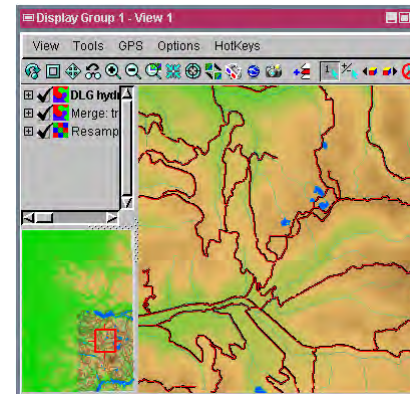 Display Group 1 - View 1
View Tools GPS Options HotKeys
DLG hydr
Merge: tr
Resamp